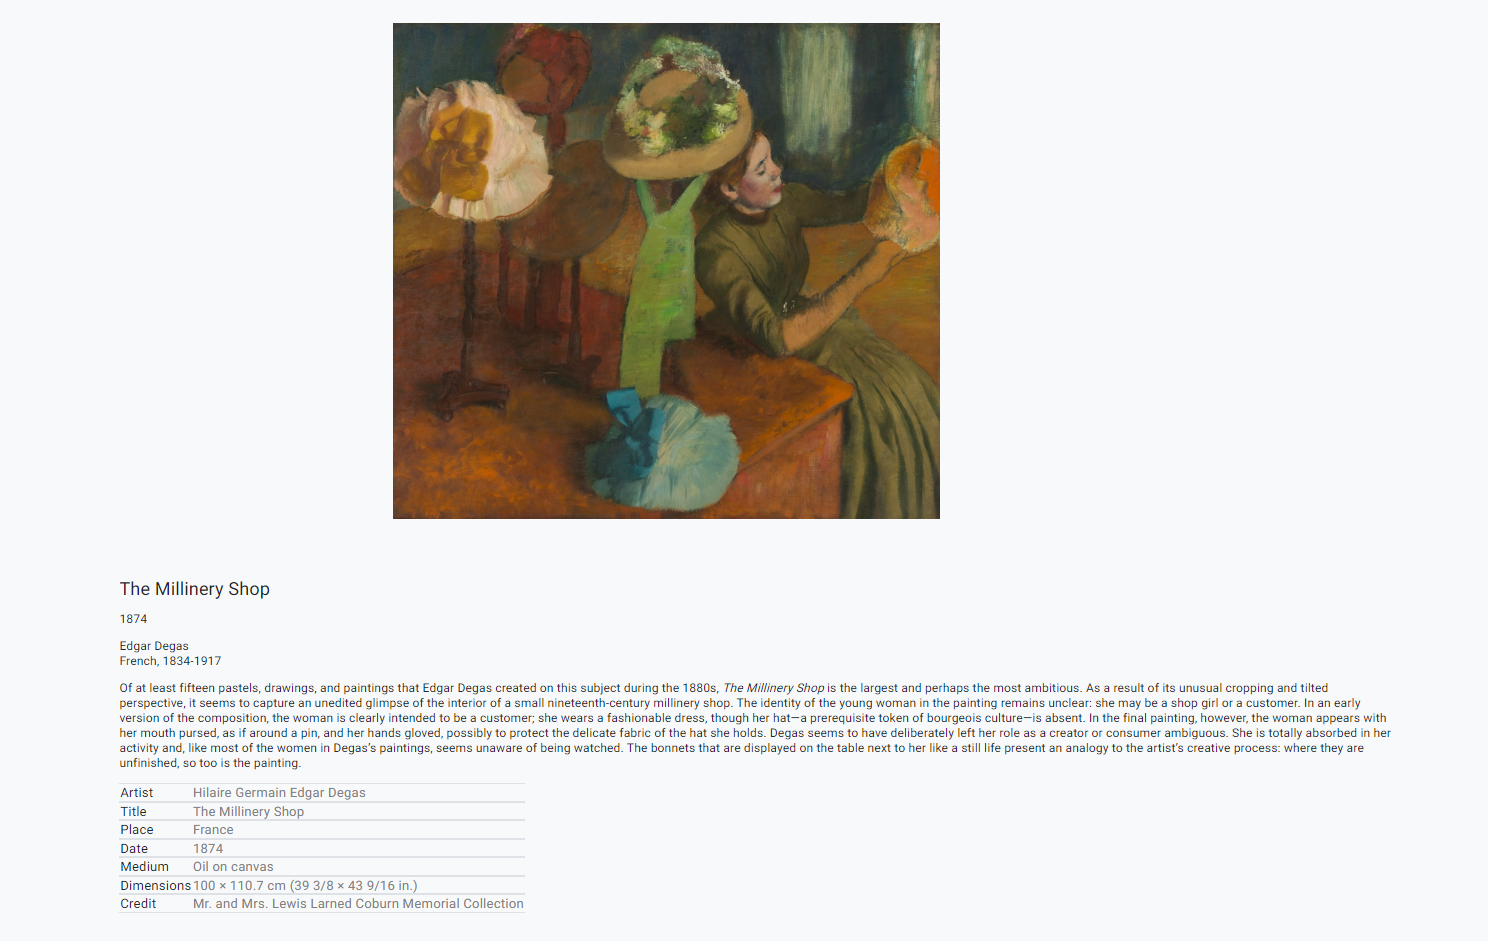 The Millinery Shop
1874
Edgar Degas
French, 1834-1917
Of at least fifteen pastels, drawings, and paintings that Edgar Degas created on this subject during the 1880s, The Millinery Shop is the largest and perhaps the most ambitious. As a result of its unusual cropping and tilted
perspective, it seems to capture an unedited glimpse of the interior of a small nineteenth-century millinery shop. The identity of the young woman in the painting remains unclear: she may be a shop girl or a customer. In an early
version of the composition, the woman is clearly intended to be a customer; she wears a fashionable dress, though her hat—a prerequisite token of bourgeois culture—is absent. In the final painting, however, the woman appears with
her mouth pursed, as if around a pin, and her hands gloved, possibly to protect the delicate fabric of the hat she holds. Degas seems to have deliberately left her role as a creator or consumer ambiguous. She is totally absorbed in her
activity and, like most of the women in Degas’s paintings, seems unaware of being watched. The bonnets that are displayed on the table next to her like a still life present an analogy to the artist’s creative process: where they are
unfinished, so too is the painting.
Artist Hilaire Germain Edgar Degas
Title The Millinery Shop
Place France
Date 1874
Medium Oil on canvas
Dimensions 100 × 110.7 cm (39 3/8 × 43 9/16 in.)
Credit Mr. and Mrs. Lewis Larned Coburn Memorial Collection